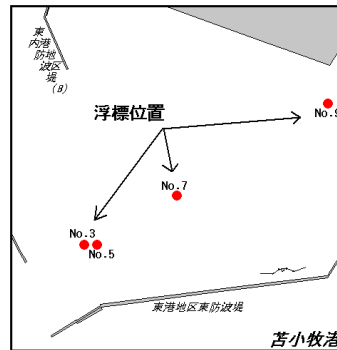 東
内港
防地
波区
堤
(B)
浮標位置
No.9
No.7
No.3
No.5
東港地区東防波堤
苫小牧港